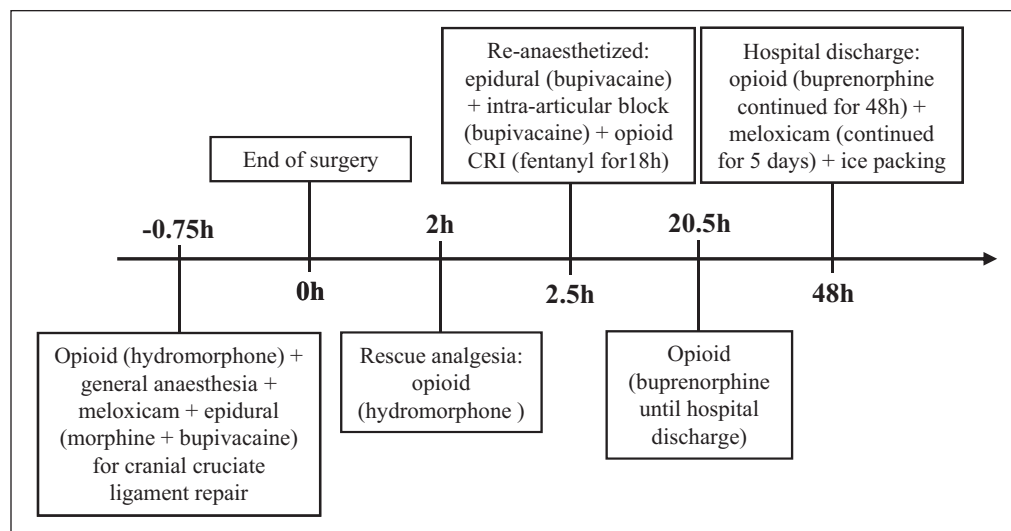 Re-anaesthetized:
epidural (bupivacaine)
+ intra-articular block
(bupivacaine) + opioid
CRI (fentanyl for18h)
Hospital discharge:
opioid (buprenorphine
continued for 48h) +
meloxicam (continued
for 5 days) + ice packing
End of surgery
-0.75h
2h
20.5h
0h
2.5h
48h
Opioid (hydromorphone) +
general anaesthesia +
meloxicam + epidural
(morphine + bupivacaine)
for cranial cruciate
ligament repair
Rescue analgesia:
opioid
(hydromorphone )
Opioid
(buprenorphine
until hospital
discharge)